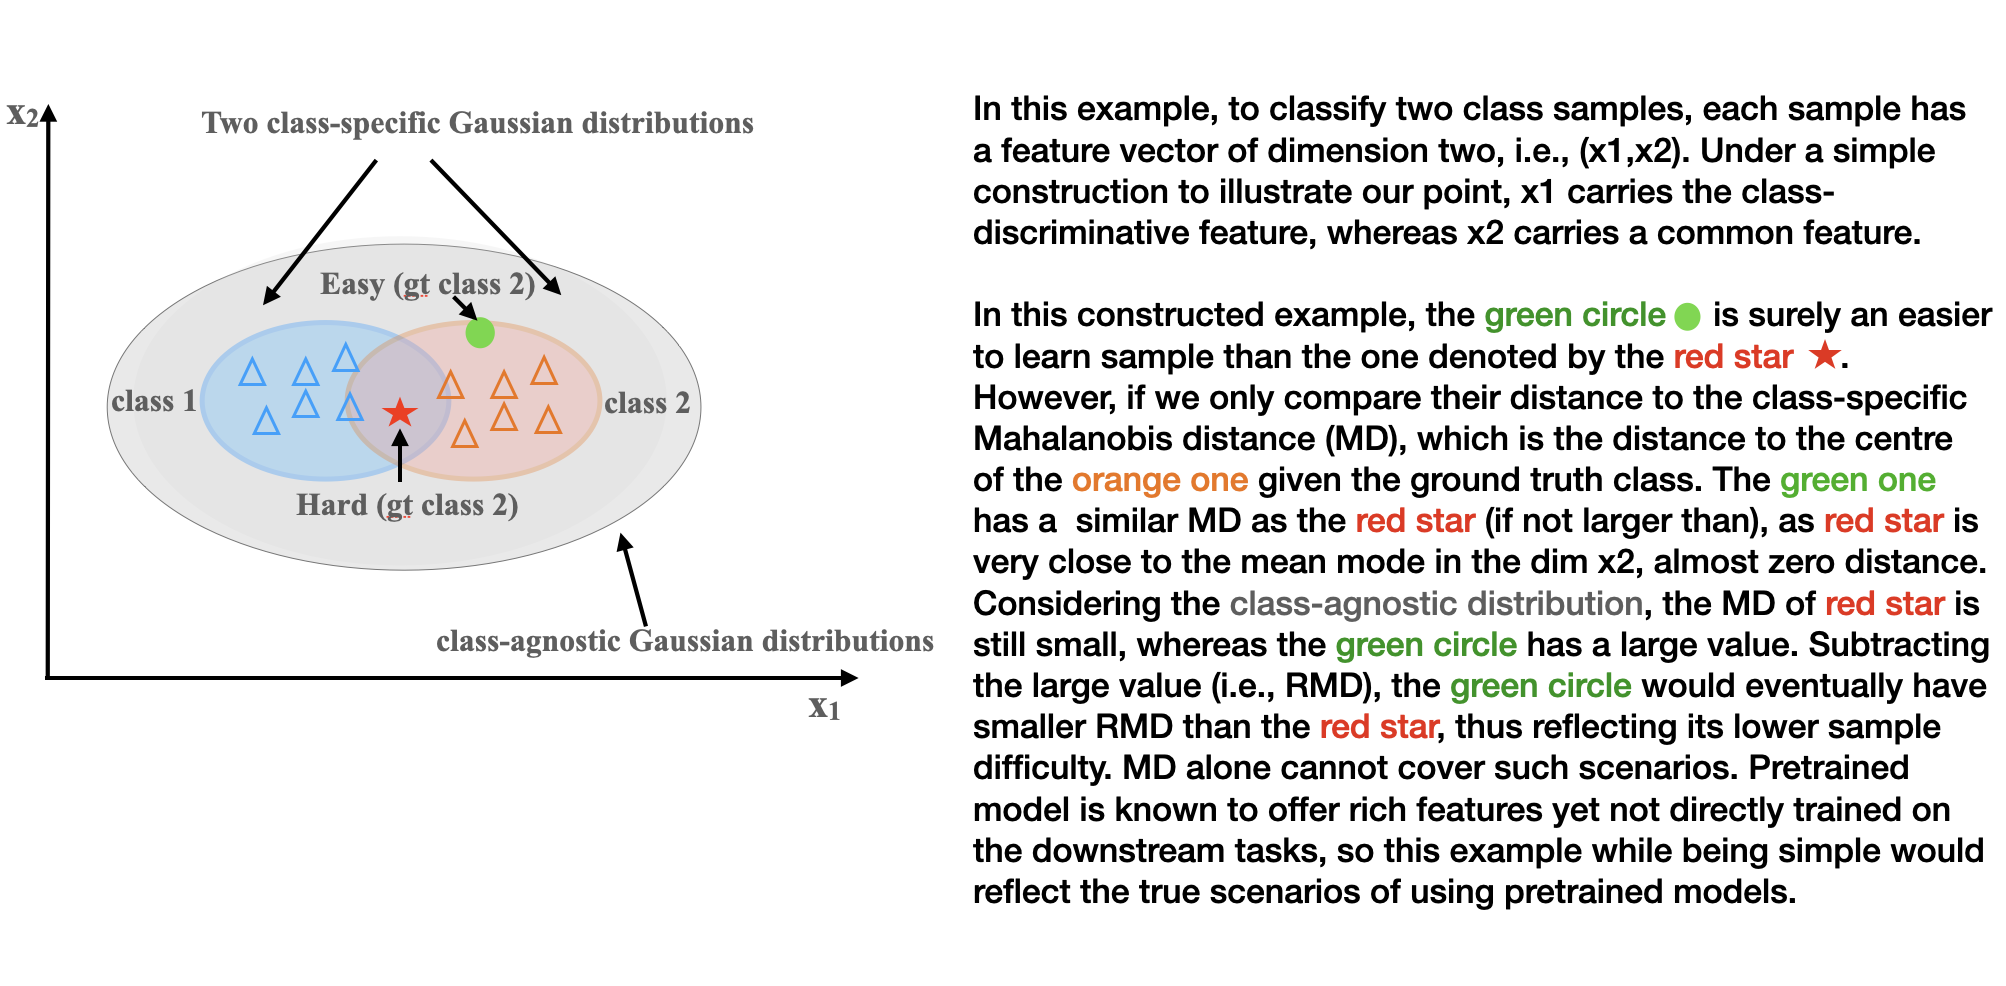 x2
Two class-specific Gaussian distributions
Easy (gt class 2)
class 1
class 2
Hard (gt class 2)
class-agnostic Gaussian distributions
x1
In this example, to classify two class samples, each sample has
a feature vector of dimension two, i.e., (x1,x2). Under a simple
construction to illustrate our point, x1 carries the class-
discriminative feature, whereas x2 carries a common feature.
In this constructed example, the green circle is surely an easier
to learn sample than the one denoted by the red star ★.
However, if we only compare their distance to the class-specific
Mahalanobis distance (MD), which is the distance to the centre
of the orange one given the ground truth class. The green one
has a  similar MD as the red star (if not larger than), as red star is
very close to the mean mode in the dim x2, almost zero distance.
Considering the class-agnostic distribution, the MD of red star is
still small, whereas the green circle has a large value. Subtracting
the large value (i.e., RMD), the green circle would eventually have
smaller RMD than the red star, thus reflecting its lower sample
difficulty. MD alone cannot cover such scenarios. Pretrained
model is known to offer rich features yet not directly trained on
the downstream tasks, so this example while being simple would
reflect the true scenarios of using pretrained models.